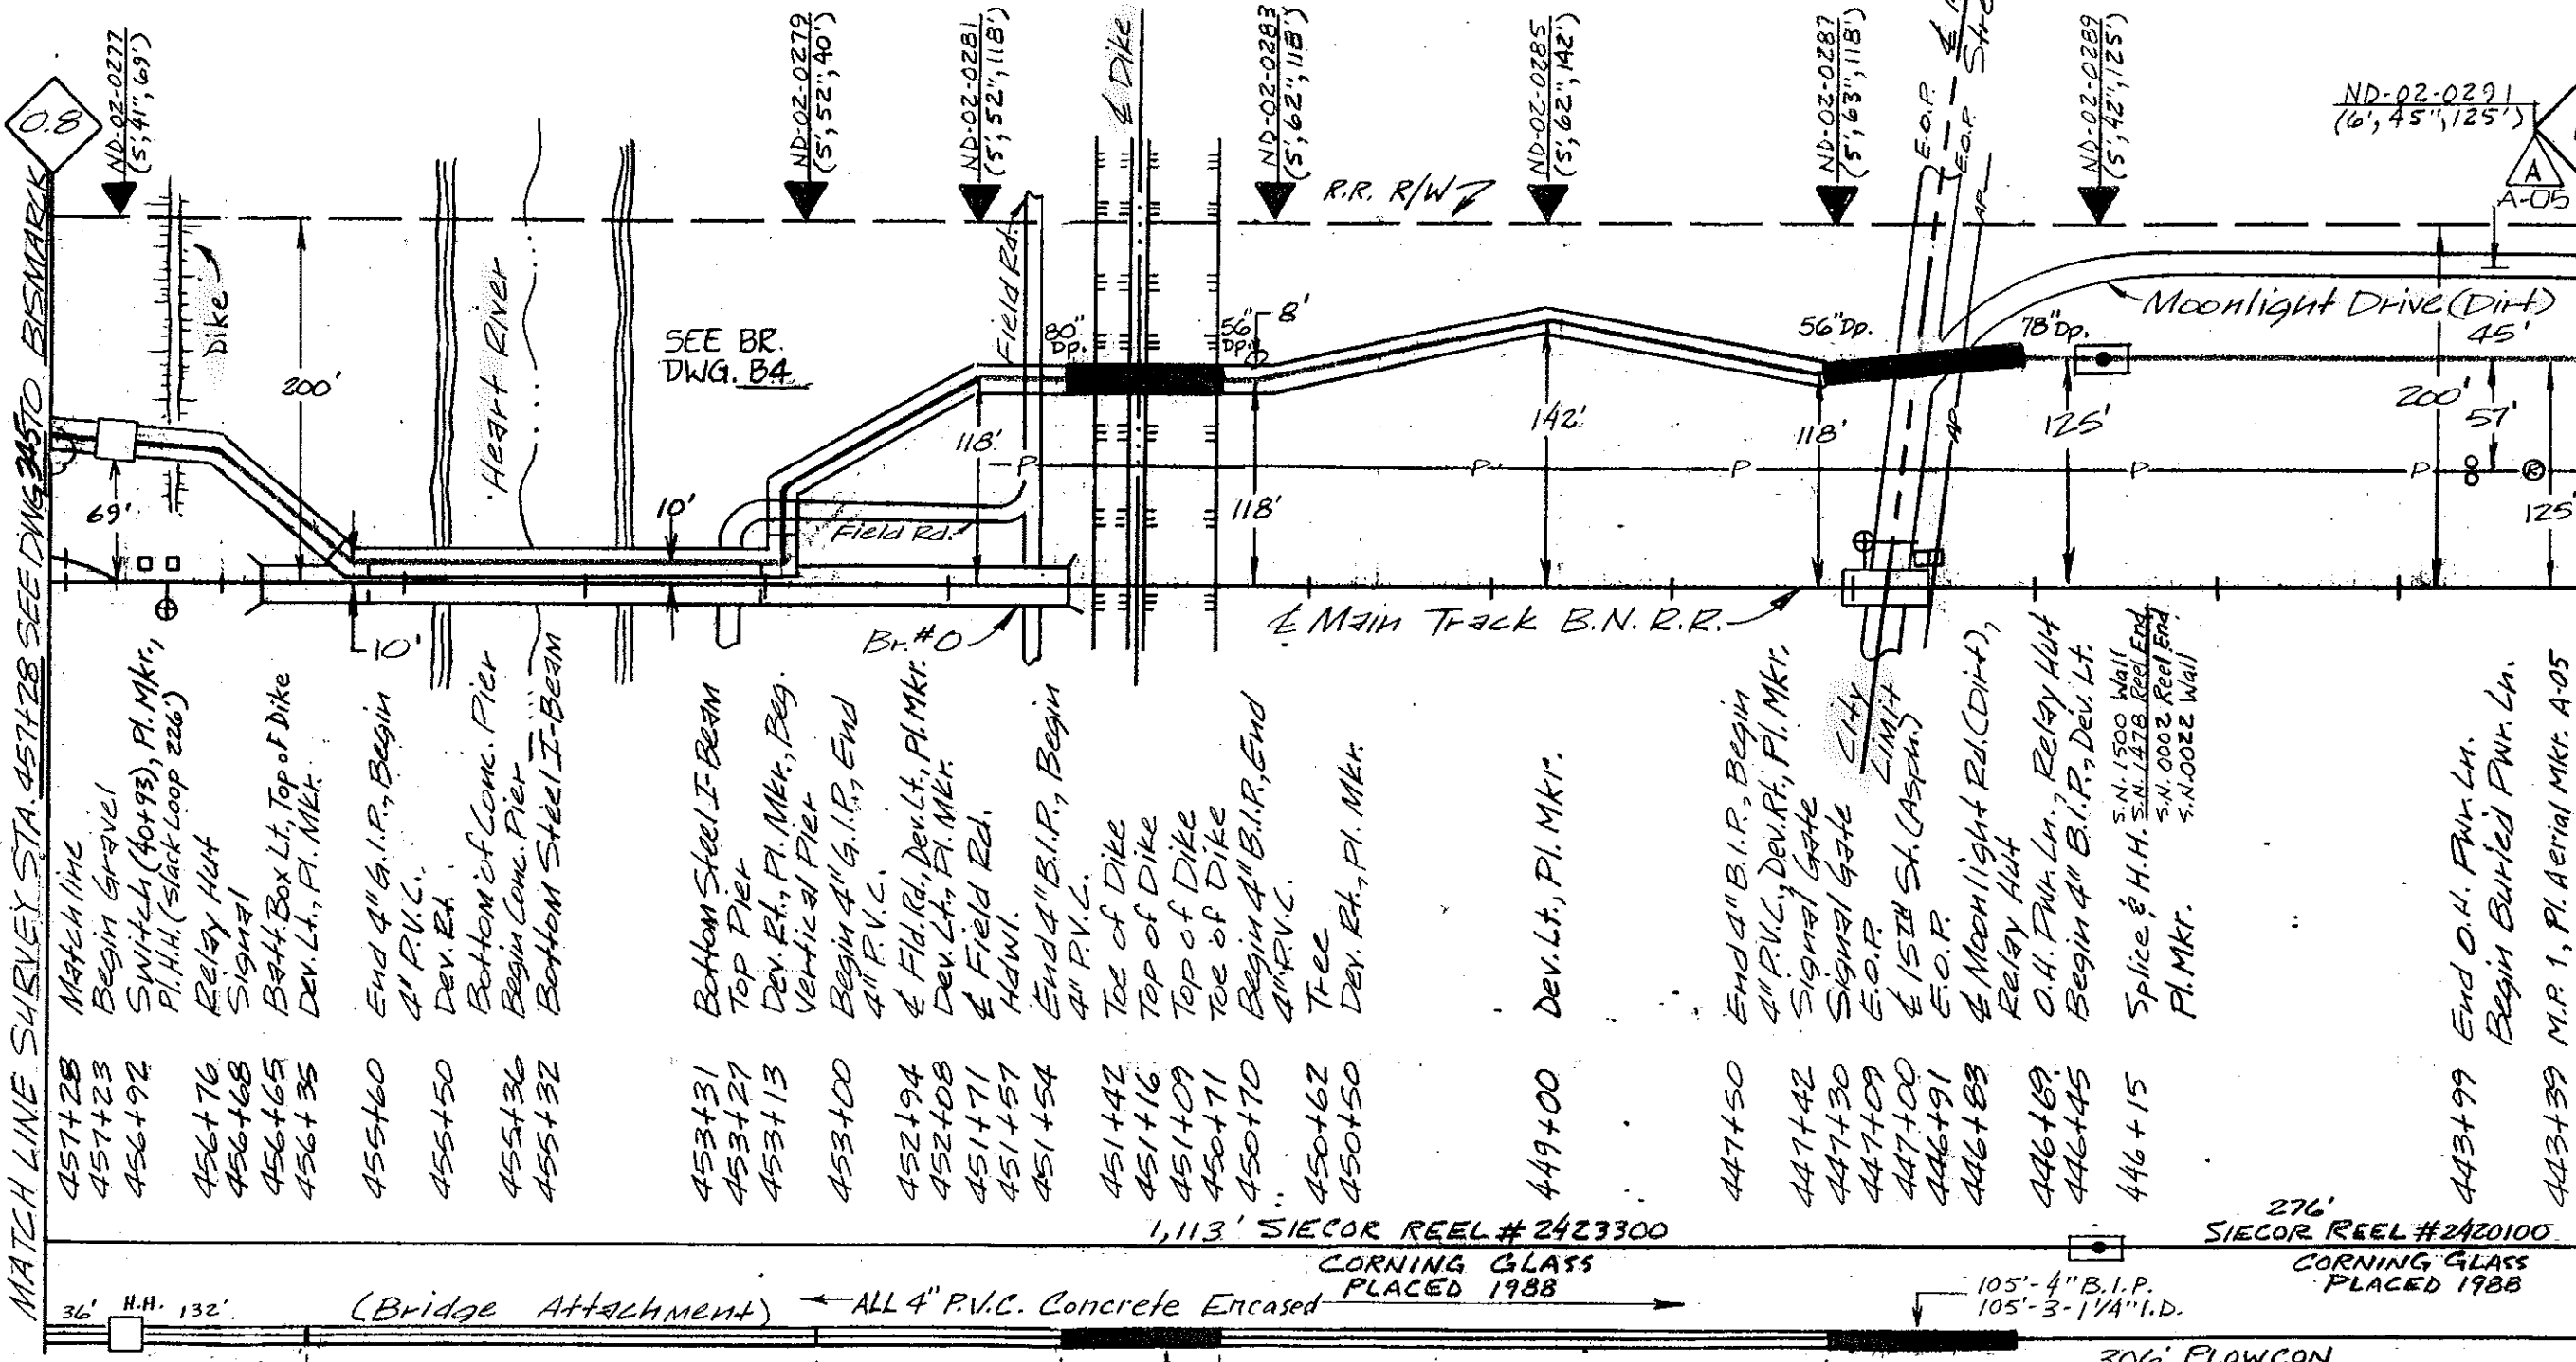 MATCH LINE SURVEY STA. 457+28 SEE DWG 345 TO BISMARCK
0.8
ND-02-0277
(5', 41", 69')
ND-02-0279
(5', 52", 40')
ND-02-0281
(5', 52", 118')
℄ Dike
ND-02-0283
(5', 62", 118')
ND-02-0285
(5', 62", 142')
ND-02-0287
(5', 63", 118')
E.O.P.
E.O.P.
ND-02-0289
(5', 42", 125')
ND-02-0291
(6', 45", 125')
A
A-05
Dike
200'
Heart River
SEE BR.
DWG. B4
Field Rd.
R.R. R/W
80"
Dp.
56"
Dp.
8'
56" Dp.
78" Dp.
Moonlight Drive (Dirt)
45'
69'
10'
10'
Field Rd.
118'
118'
142'
118'
125'
200'
57'
125'
P
P
P
P
P
R
AP
AP
Br. #0
℄ Main Track B.N.R.R.
City
Limit
457+28 Matchline
457+23 Begin Gravel
456+92 Switch (40+93), Pl. Mkr.,
Pl. H.H. (Slack Loop 226')
456+76 Relay Hut
456+68 Signal
456+65 Batt. Box Lt., Top of Dike
456+35 Dev. Lt., Pl. Mkr.
455+60 End 4" G.I.P., Begin
4" P.V.C.
455+50 Dev. Rt.
Bottom of Conc. Pier
455+36 Begin Conc. Pier
455+32 Bottom Steel I-Beam
453+31 Bottom Steel I-Beam
453+27 Top Pier
453+13 Dev. Rt., Pl. Mkr., Beg.
Vertical Pier
453+00 Begin 4" G.I.P., End
4" P.V.C.
452+94 ℄ Fld. Rd., Dev. Lt., Pl. Mkr.
452+08 Dev. Lt., Pl. Mkr.
451+71 ℄ Field Rd.
451+57 Hdwl.
451+54 End 4" B.I.P., Begin
4" P.V.C.
451+42 Toe of Dike
451+16 Top of Dike
451+09 Top of Dike
450+71 Toe of Dike
450+70 Begin 4" B.I.P., End
4" P.V.C.
450+62 Tree
450+50 Dev. Rt., Pl. Mkr.
449+00 Dev. Lt., Pl. Mkr.
447+50 End 4" B.I.P., Begin
4" P.V.C., Dev. Rt., Pl. Mkr.
447+42 Signal Gate
447+30 Signal Gate
447+09 E.O.P.
447+00 ℄ 15TH St. (Asph.)
446+91 E.O.P.
446+83 ℄ Moonlight Rd. (Dirt),
Relay Hut
446+69 O.H. Pwr. Ln., Relay Hut
446+45 Begin 4" B.I.P., Dev. Lt.
446+15 Splice, & H.H.
Pl. Mkr.
S.N. 1500 Wall
S.N. 1478 Reel End
S.N. 0002 Reel End
S.N. 0022 Wall
443+99 End O.H. Pwr. Ln.
Begin Buried Pwr. Ln.
443+39 M.P. 1, Pl. Aerial Mkr. A-05
1,113' SIECOR REEL # 2423300
CORNING GLASS
PLACED 1988
276'
SIECOR REEL #2420100
CORNING GLASS
PLACED 1988
36' H.H. 132'
(Bridge Attachment)
ALL 4" P.V.C. Concrete Encased
105'-4" B.I.P.
105'-3-1¼" I.D.
306' PLOWCON